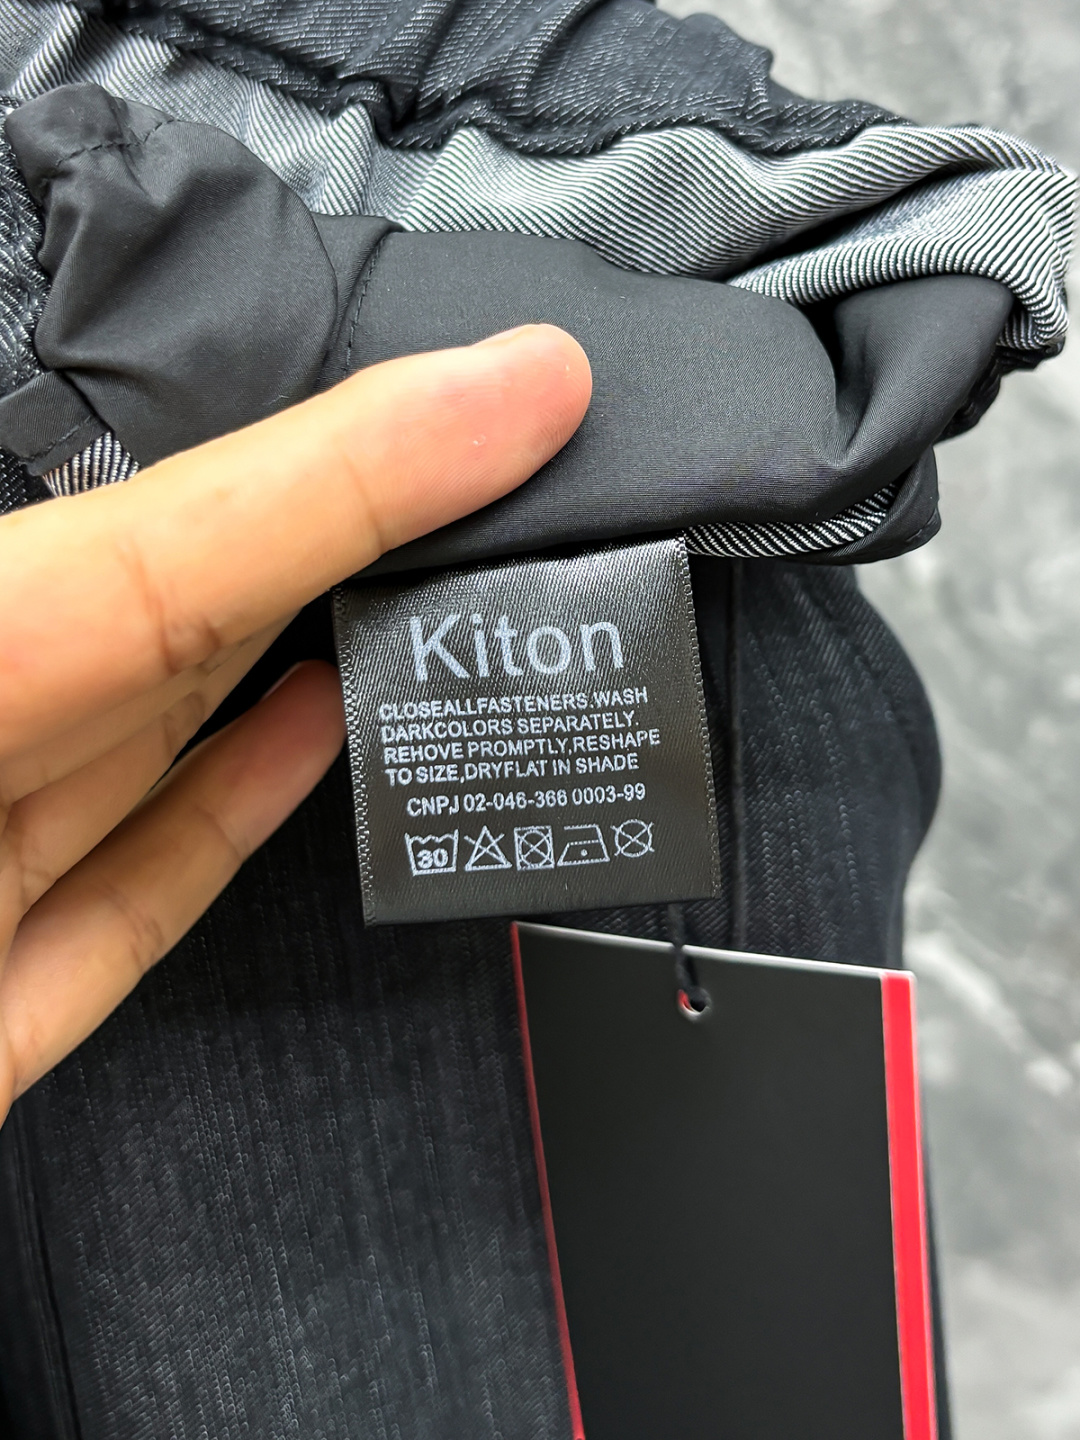 Kiton
CLOSEALLFASTENERS.WASH
DARKCOLORS SEPARATELY.
REHOVE PROMPTLY,RESHAPE
TO SIZE,DRYFLAT IN SHADE
CNPJ 02-046-366 0003-99
30